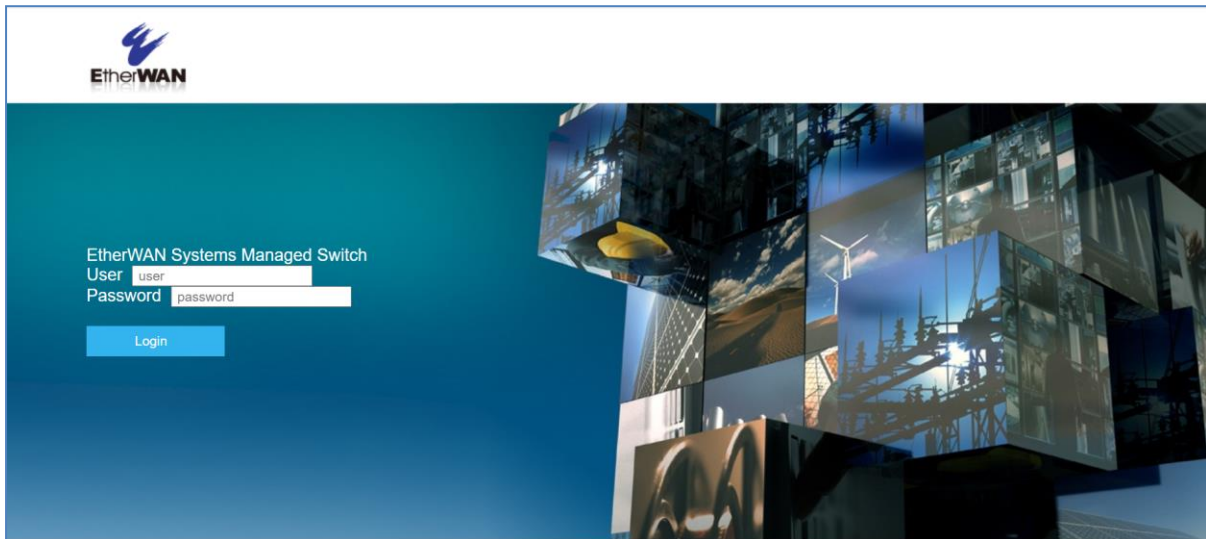 EtherWAN
EtherWAN Systems Managed Switch
User user
Password password
Login